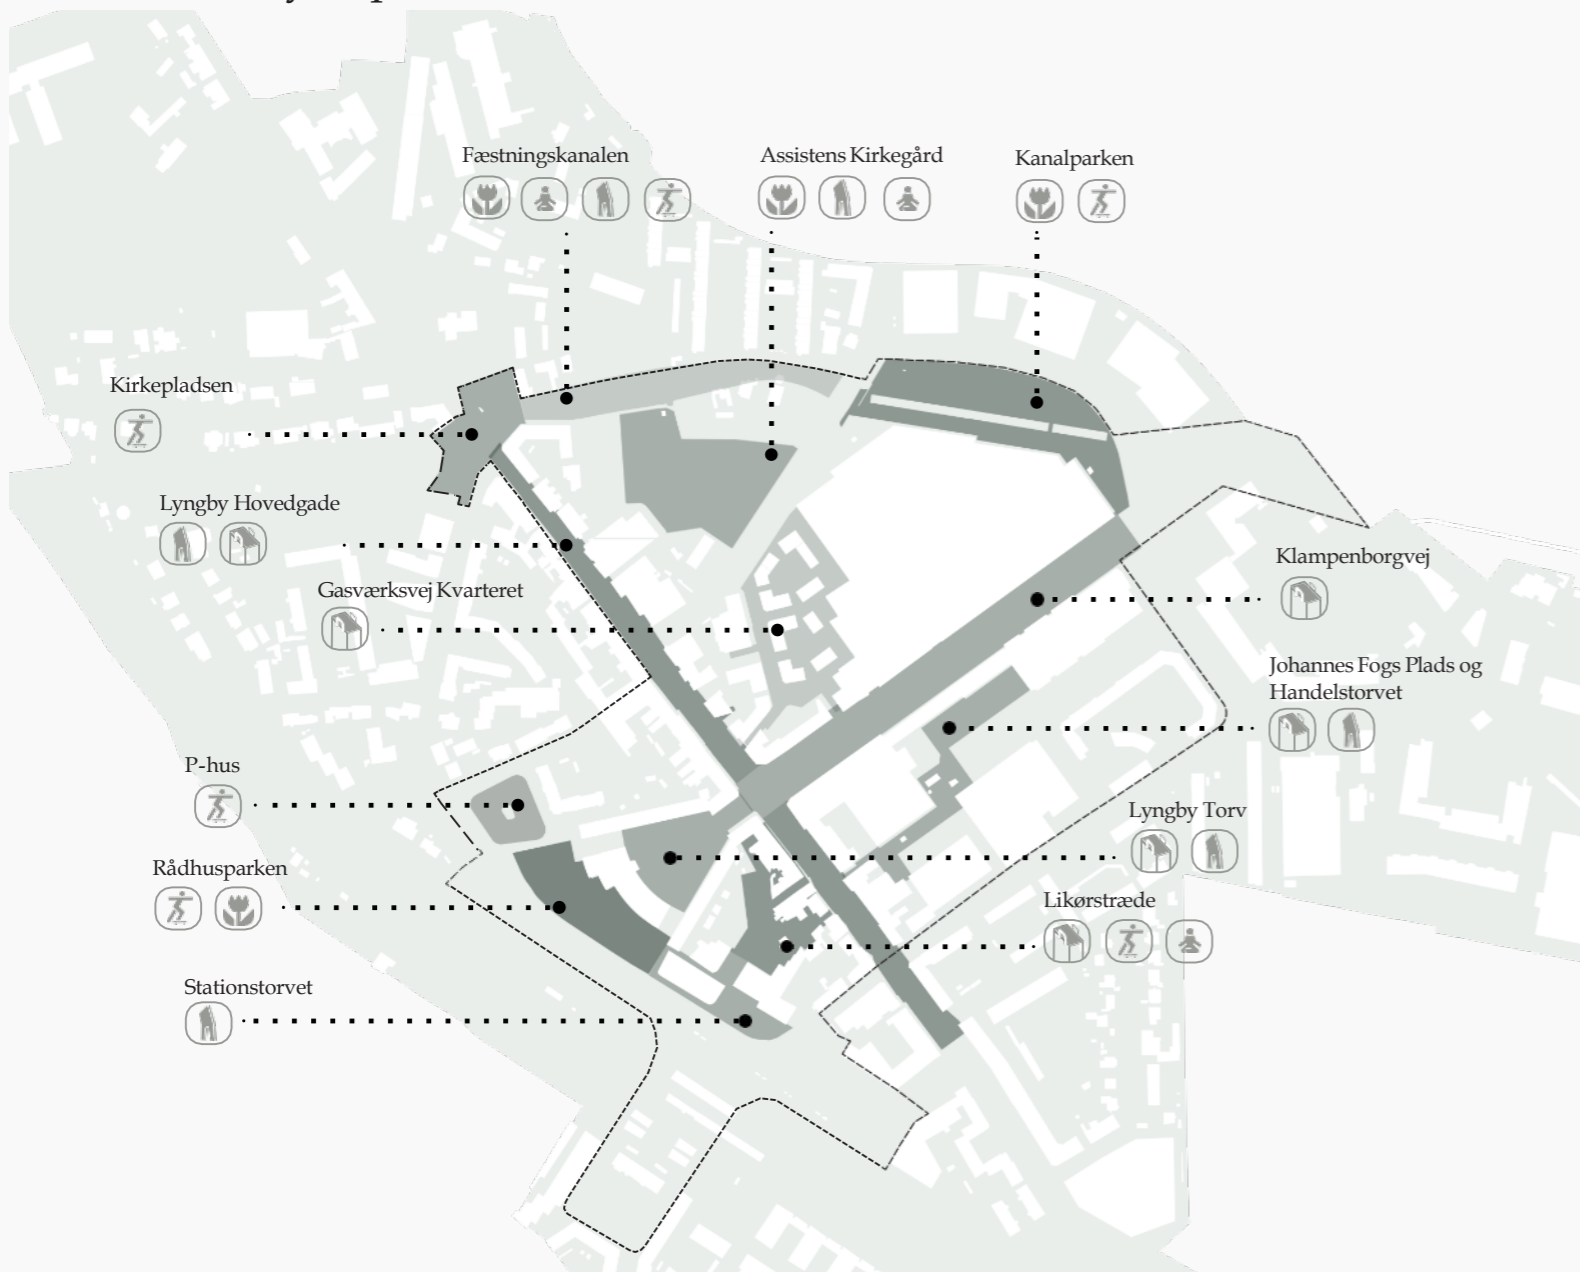 Fæstningskanalen
Assistens Kirkegård
Kanalparken
Kirkepladsen
Lyngby Hovedgade
Klampenborgvej
Gasværksvej Kvarteret
Johannes Fogs Plads og
Handelstorvet
P-hus
Lyngby Torv
Rådhusparken
Likørstræde
Stationstorvet